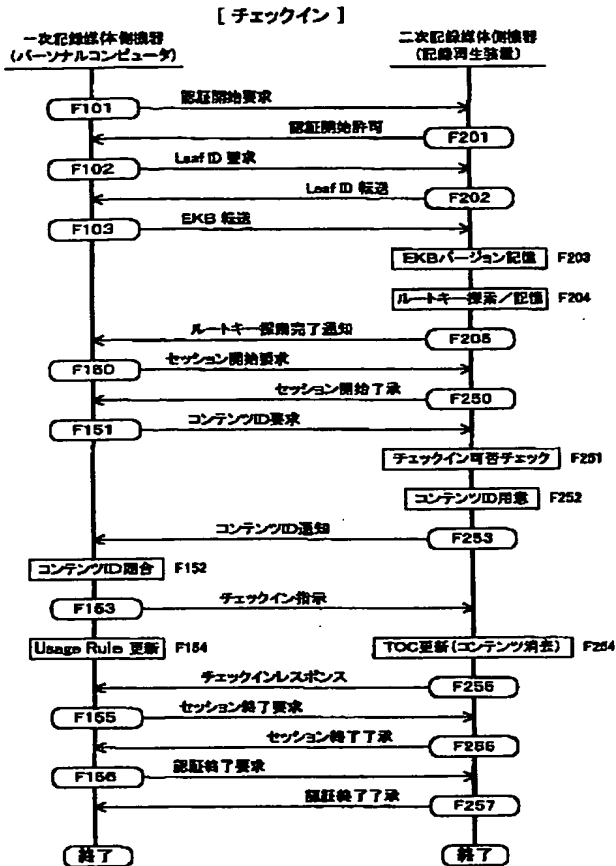 [ チェックイン ]
一次記録媒体側機器
(パーソナルコンピュータ)
二次記録媒体側機器
(記録再生装置)
認証開始要求
F101
認証開始許可
F201
Leaf ID 要求
F102
Leaf ID 転送
F202
EKB 転送
F103
EKBバージョン記憶 F203
ルートキー探索/記憶 F204
ルートキー探索完了通知
F205
セッション開始要求
F150
セッション開始了承
F250
コンテンツID要求
F151
チェックイン可否チェック F251
コンテンツID用意 F252
コンテンツID通知
F253
コンテンツID照合 F152
チェックイン指示
F153
Usage Rule 更新 F154
TOC更新(コンテンツ消去) F254
チェックインレスポンス
F255
セッション終了要求
F155
セッション終了了承
F256
認証終了要求
F156
認証終了了承
F257
終了
終了